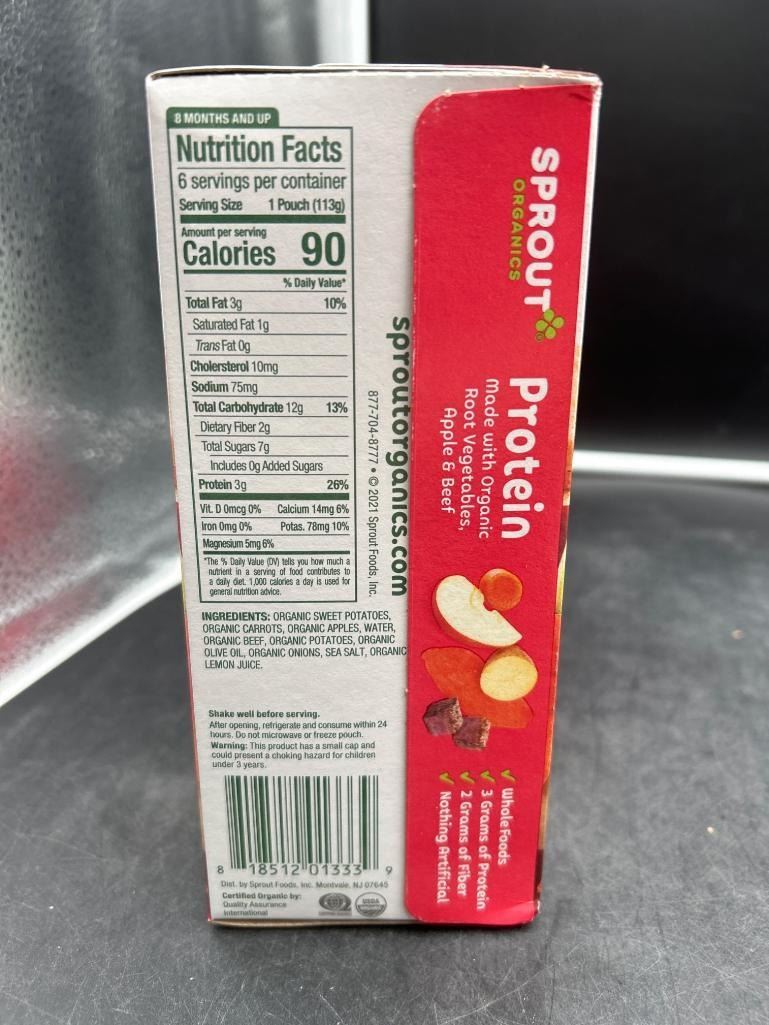 8 MONTHS AND UP
Nutrition Facts
6 servings per container
Serving Size 1 Pouch (113g)
Amount per serving
Calories 90
% Daily Value*
Total Fat 3g 10%
Saturated Fat 1g
Trans Fat 0g
Cholersterol 10mg
Sodium 75mg
Total Carbohydrate 12g 13%
Dietary Fiber 2g
Total Sugars 7g
Includes 0g Added Sugars
Protein 3g 26%
Vit. D 0mcg 0% Calcium 14mg 6%
Iron 0mg 0% Potas. 78mg 10%
Magnesium 5mg 6%
*The % Daily Value (DV) tells you how much a
nutrient in a serving of food contributes to
a daily diet. 1,000 calories a day is used for
general nutrition advice.
INGREDIENTS: ORGANIC SWEET POTATOES,
ORGANIC CARROTS, ORGANIC APPLES, WATER,
ORGANIC BEEF, ORGANIC POTATOES, ORGANIC
OLIVE OIL, ORGANIC ONIONS, SEA SALT, ORGANIC
LEMON JUICE.
Shake well before serving.
After opening, refrigerate and consume within 24
hours. Do not microwave or freeze pouch.
Warning: This product has a small cap and
could present a choking hazard for children
under 3 years.
8 18512 01333 9
Dist. by Sprout Foods, Inc. Montvale, NJ 07645
Certified Organic by:
Quality Assurance
International
USDA
sproutorganics.com
877-704-8777 • © 2021 Sprout Foods, Inc.
SPROUT
ORGANICS
Protein
Made with Organic
Root Vegetables,
Apple & Beef
Whole Foods
3 Grams of Protein
2 Grams of Fiber
Nothing Artificial